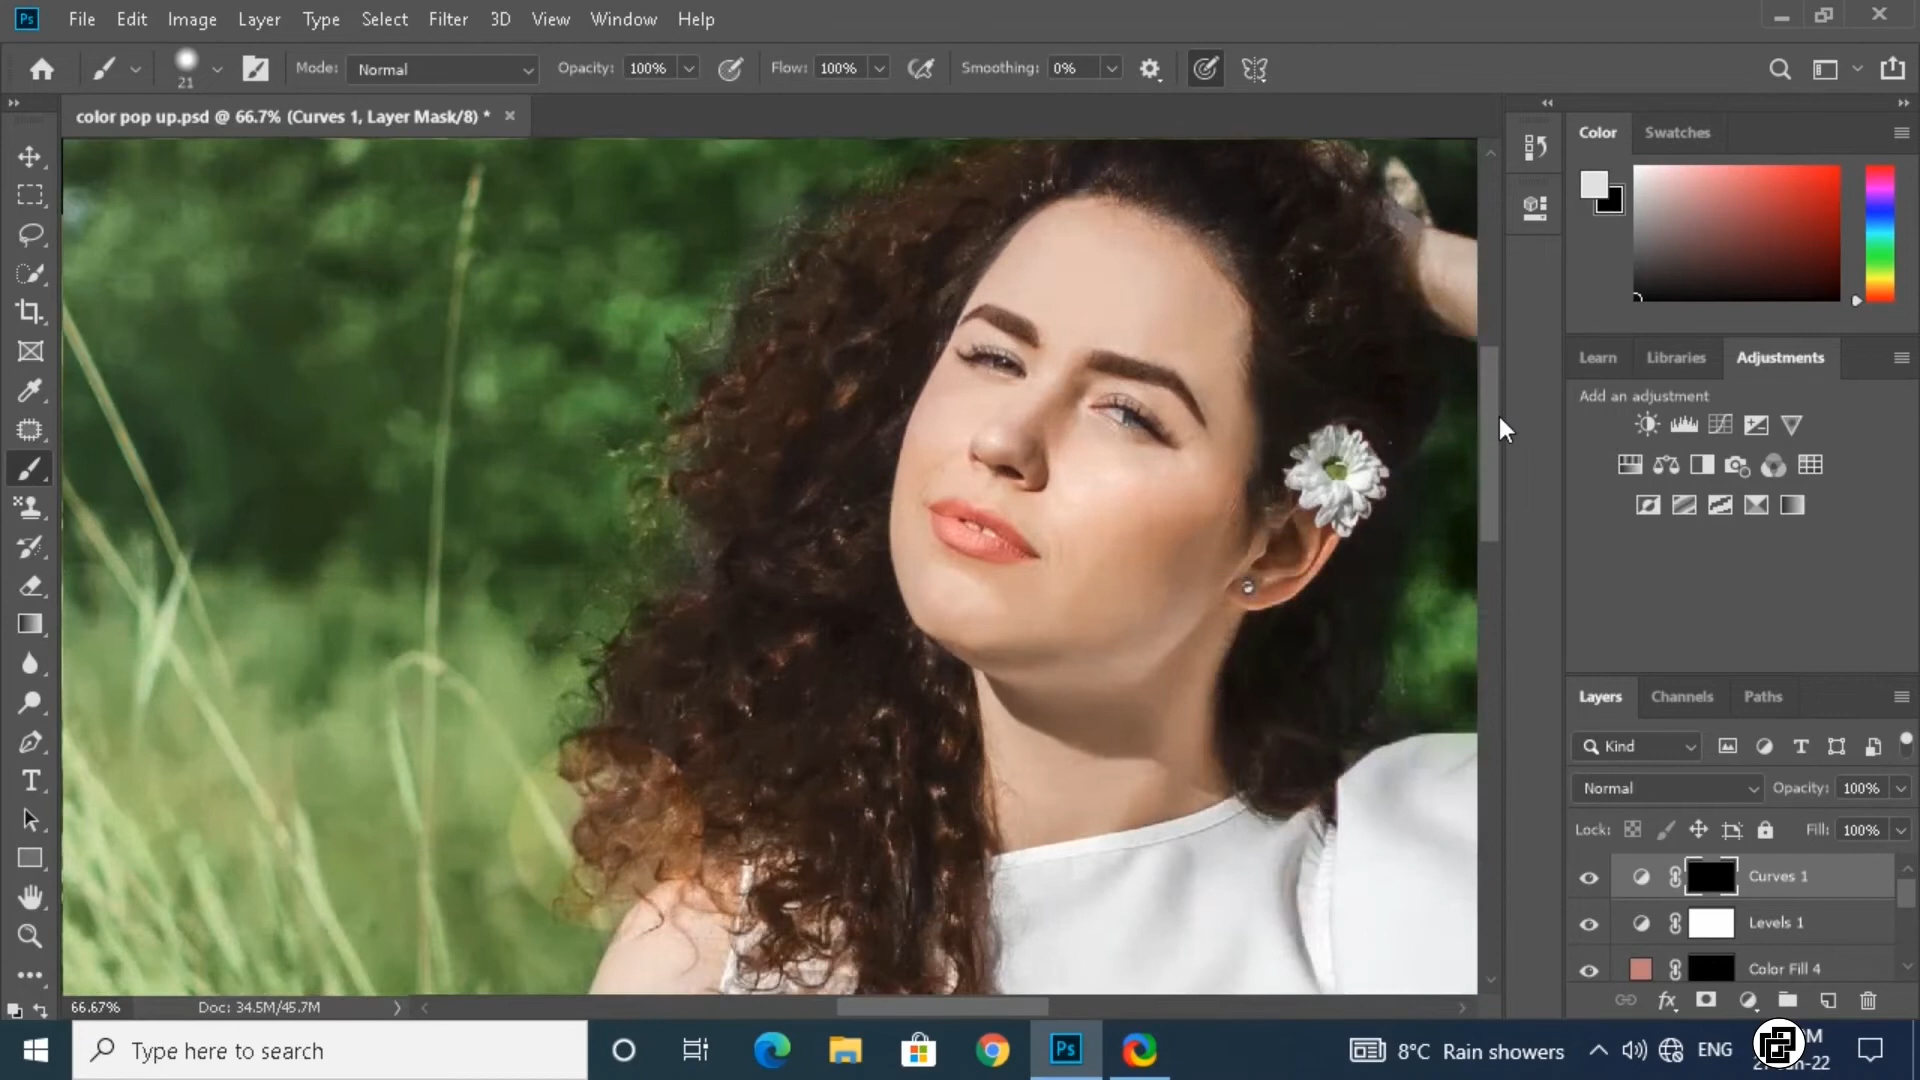 Ps File Edit Image Layer Type Select Filter 3D View Window Help
21 Mode: Normal Opacity: 100% Flow: 100% Smoothing: 0%
color pop up.psd @ 66.7% (Curves 1, Layer Mask/8) *
Color Swatches
Learn Libraries Adjustments
Add an adjustment
Layers Channels Paths
Kind
Normal Opacity: 100%
Lock: Fill: 100%
Curves 1
Levels 1
Color Fill 4
66.67% Doc: 34.5M/45.7M
Type here to search
Ps
8°C Rain showers
ENG